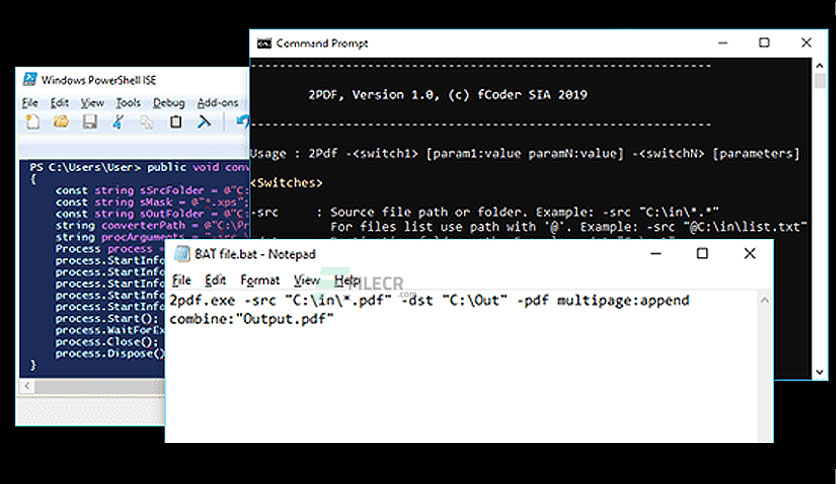 Windows PowerShell ISE
File Edit View Tools Debug Add-ons
PS C:\Users\User> public void conv
{
const string sSrcFolder = @"C:
const string sMask = @"*.xps";
const string sOutFolder = @"C:
string converterPath = @"C:\Pr
string procArguments = "-src \
Process process =
process.StartInfo
process.StartInfo
process.StartInfo
process.StartInfo
process.StartInfo
process.Start();
process.WaitForEx
process.Close();
process.Dispose()
}
Command Prompt
2PDF, Version 1.0, (c) fCoder SIA 2019
Usage : 2Pdf -<switch1> [param1:value paramN:value] -<switchN> [parameters]
<Switches>
-src : Source file path or folder. Example: -src "C:\in\*.*"
For files list use path with '@'. Example: -src "@C:\in\list.txt"
BAT file.bat - Notepad
File Edit Format View Help
FILECR
.com
2pdf.exe -src "C:\in\*.pdf" -dst "C:\Out" -pdf multipage:append
combine:"Output.pdf"